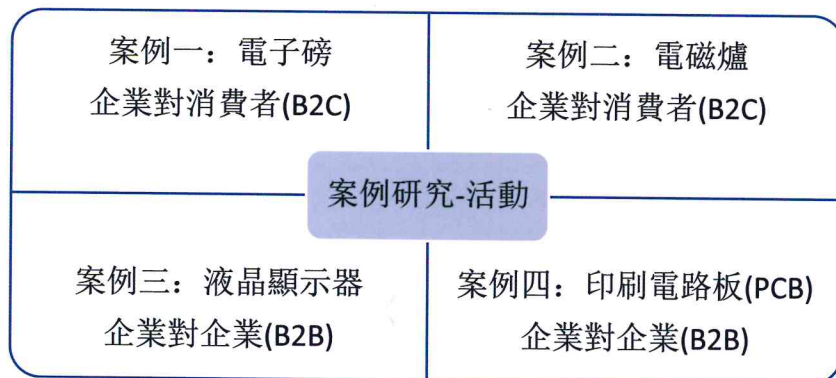 案例一：電子磅
企業對消費者(B2C)
案例二：電磁爐
企業對消費者(B2C)
案例研究-活動
案例三：液晶顯示器
企業對企業(B2B)
案例四：印刷電路板(PCB)
企業對企業(B2B)